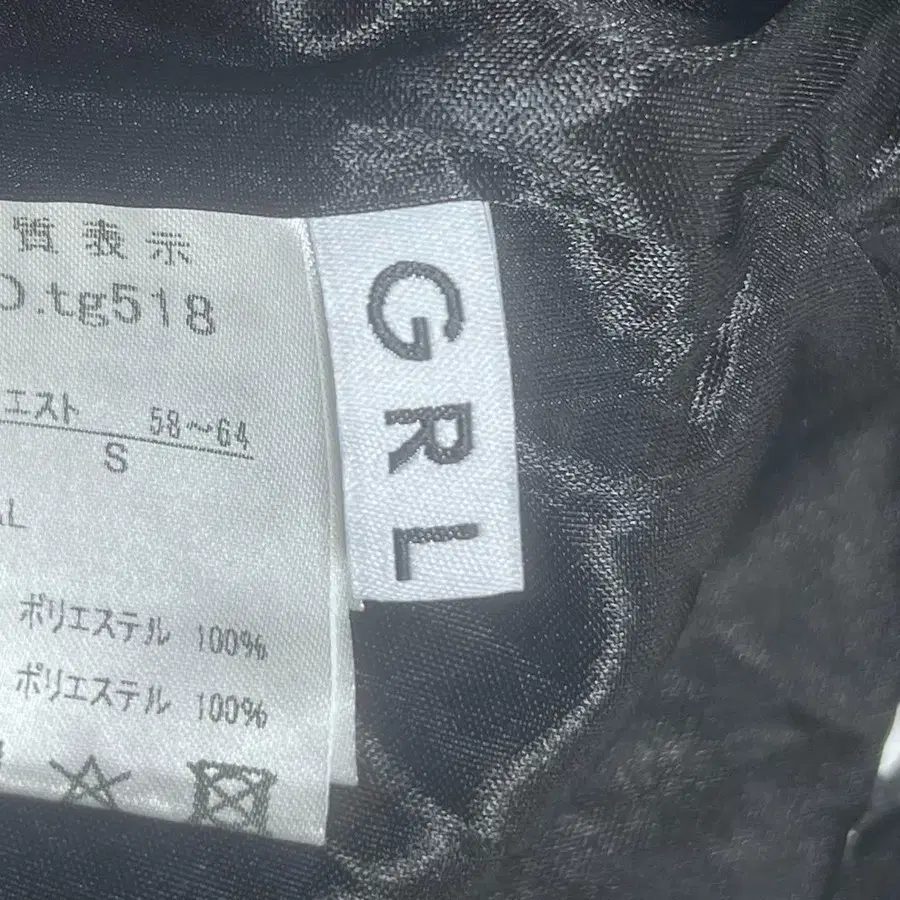 質表示
O.tg518
エスト 58～64
S
AL
ポリエステル 100%
ポリエステル 100%
GRL